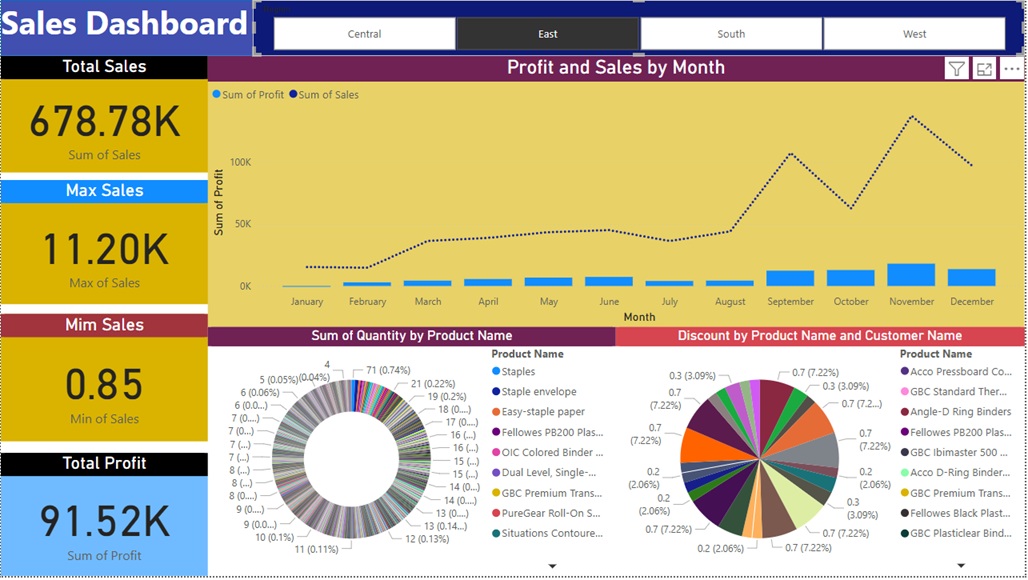 Sales Dashboard
Central
East
South
West
Total Sales
678.78K
Sum of Sales
Max Sales
11.20K
Max of Sales
Mim Sales
0.85
Min of Sales
Total Profit
91.52K
Sum of Profit
Profit and Sales by Month
Sum of Profit
Sum of Sales
Sum of Profit
100K
50K
0K
January
February
March
April
May
June
July
August
September
October
November
December
Month
Sum of Quantity by Product Name
4
71 (0.74%)
21 (0.22%)
19 (0.2%)
18 (0....)
17 (0....)
16 (...)
16 (...)
15 (...)
15 (...)
14 (0...)
14 (0....)
13 (0....)
13 (0.14...)
12 (0.13%)
11 (0.11%)
10 (0.1%)
9 (0.0...)
9 (0....)
8 (0....)
8 (0...)
8 (...)
7 (...)
7 (...)
7 (0...)
7 (0....)
6 (0.0...)
6 (0.06%)
5 (0.05%)
(0.04%)
Product Name
Staples
Staple envelope
Easy-staple paper
Fellowes PB200 Plas...
OIC Colored Binder ...
Dual Level, Single-...
GBC Premium Trans...
PureGear Roll-On S...
Situations Contoure...
Discount by Product Name and Customer Name
0.7 (7.22%)
0.3 (3.09%)
0.7 (7.2...)
0.7
(7.22%)
0.2
(2.06%)
0.3
(3.09%)
0.7 (7.22%)
0.7 (7.22%)
0.2 (2.06%)
0.7 (7.22%)
0.2
(2.06%)
0.2
(2.06%)
0.7
(7.22%)
0.7
(7.22%)
0.3 (3.09%)
Product Name
Acco Pressboard Co...
GBC Standard Ther...
Angle-D Ring Binders
Fellowes PB200 Plas...
GBC Ibimaster 500 ...
Acco D-Ring Binder...
GBC Premium Trans...
Fellowes Black Plast...
GBC Plasticlear Bind...